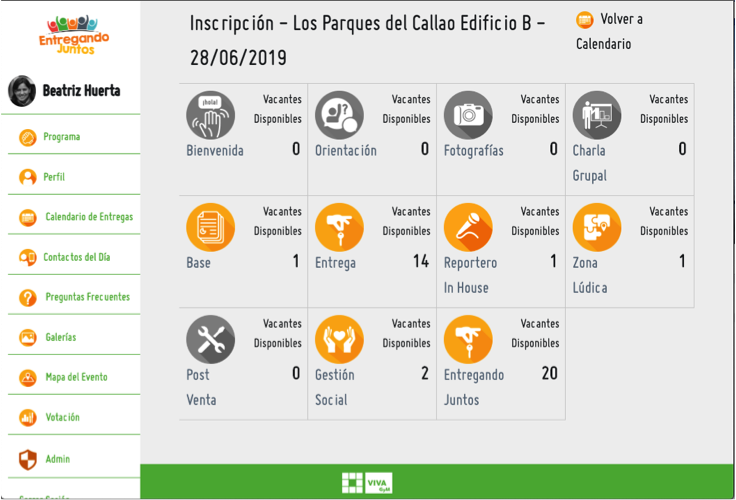 Entregando
Juntos
Beatriz Huerta
Programa
Perfil
Calendario de Entregas
Contactos del Día
Preguntas Frecuentes
Galerías
Mapa del Evento
Votación
Admin
Inscripción - Los Parques del Callao Edificio B -
28/06/2019
Volver a
Calendario
¡hola!
Vacantes
Disponibles
Bienvenida 0
Vacantes
Disponibles
Orientación 0
Vacantes
Disponibles
Fotografías 0
Vacantes
Disponibles
Charla 0
Grupal
Vacantes
Disponibles
Base 1
Vacantes
Disponibles
Entrega 14
Vacantes
Disponibles
Reportero 1
In House
Vacantes
Disponibles
Zona 1
Lúdica
Vacantes
Disponibles
Post 0
Venta
Vacantes
Disponibles
Gestión 2
Social
Vacantes
Disponibles
Entregando 20
Juntos
VIVA